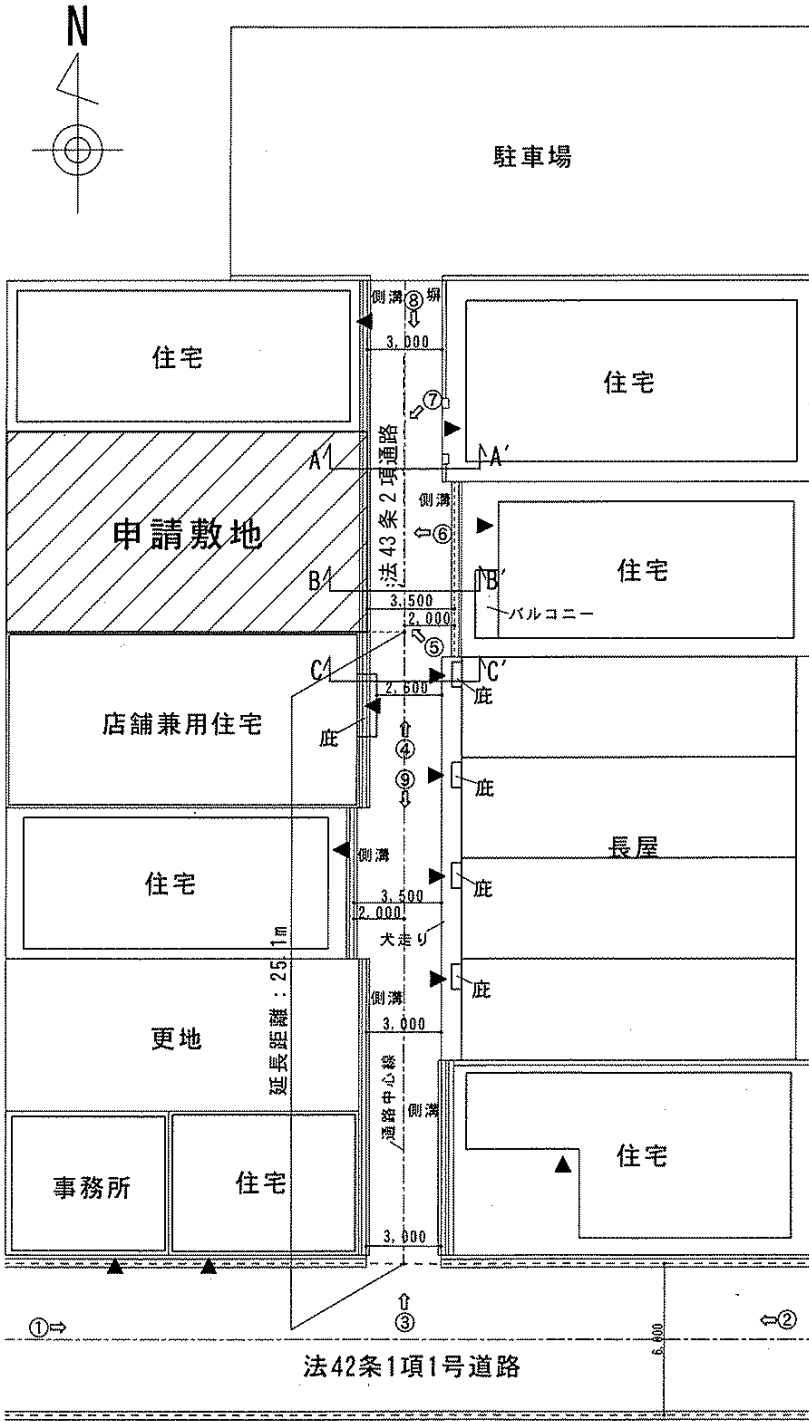 N
駐車場
側溝
⑧
塀
3,000
住宅
住宅
⑦
法43条2項通路
A
A'
側溝
申請敷地
⑥
B
B'
住宅
3,500
バルコニー
2,000
⑤
C
C'
2,600
庇
店舗兼用住宅
庇
④
⑨
庇
長屋
側溝
住宅
庇
3,500
2,000
犬走り
延長距離：25.1m
庇
側溝
更地
3,000
通路中心線
側溝
住宅
事務所
住宅
3,000
①
③
②
6,000
法42条1項1号道路